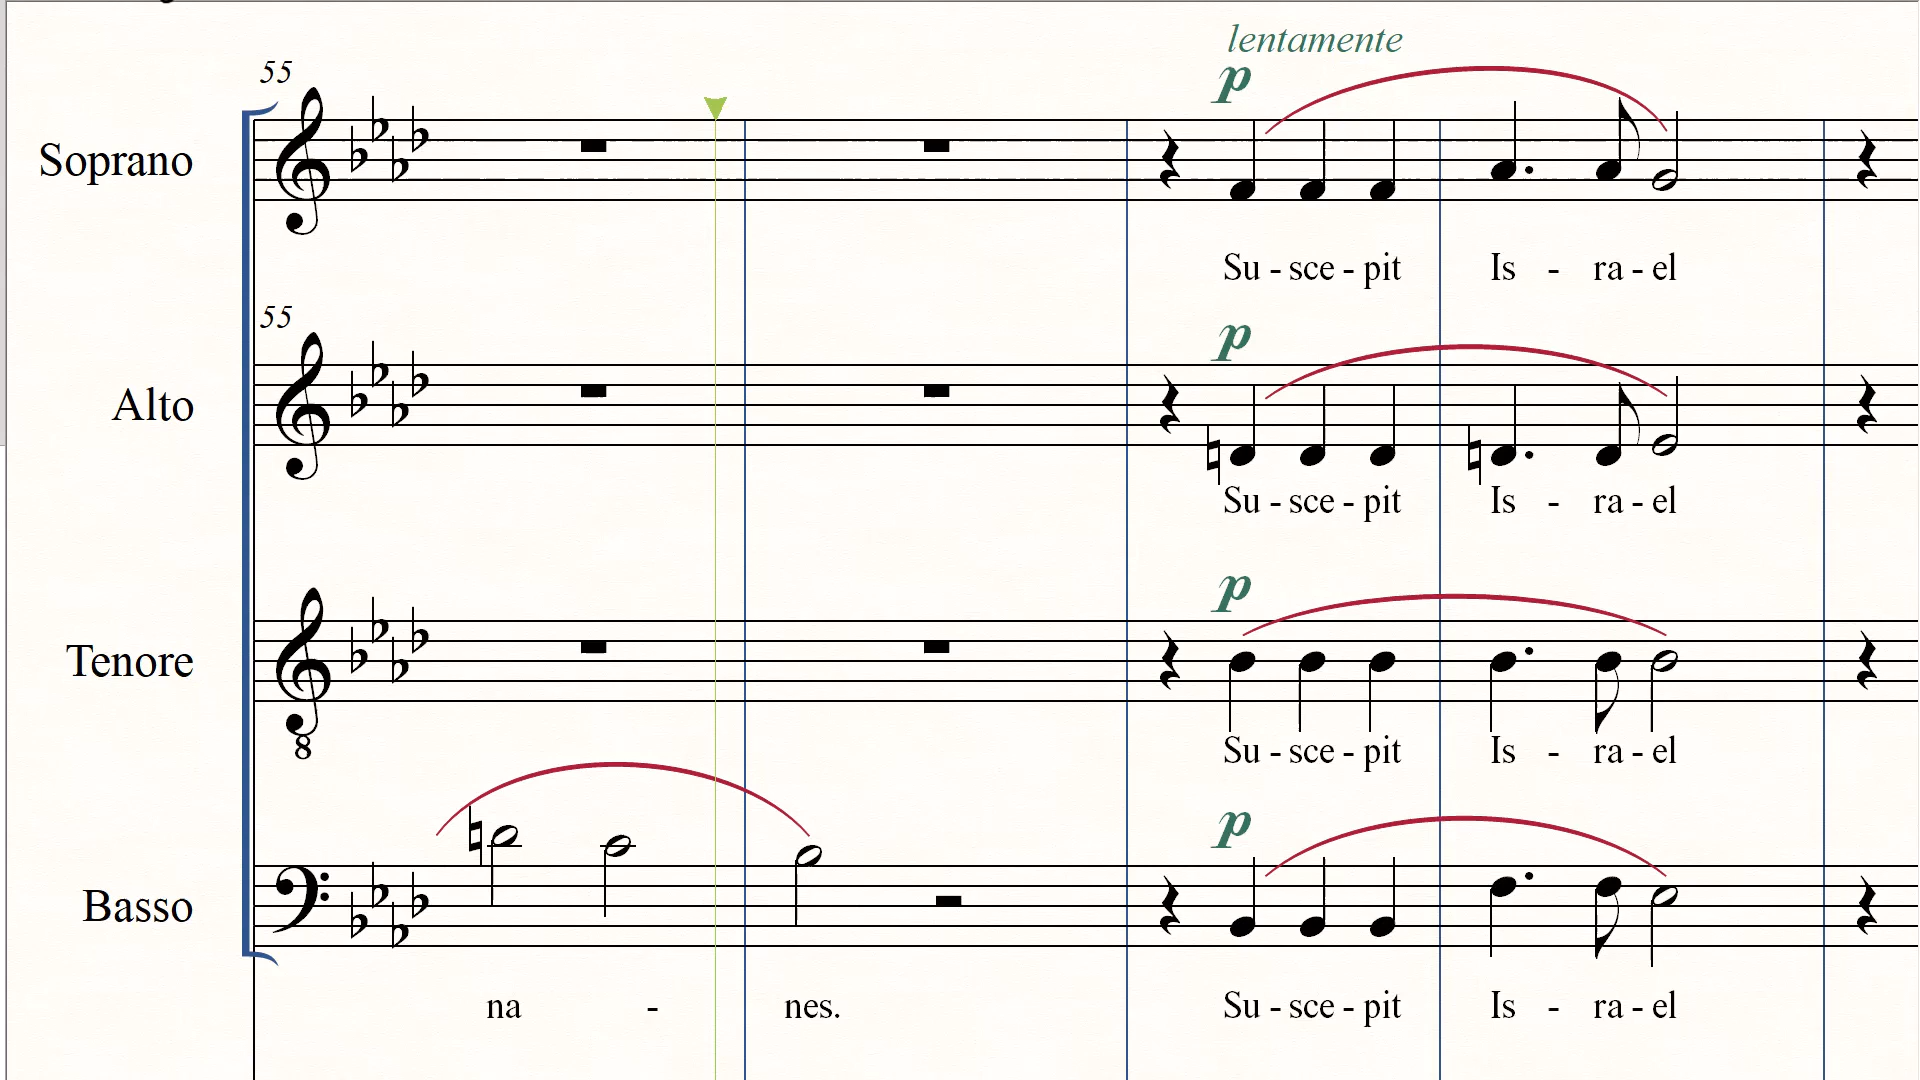 lentamente
55
p
Soprano
Su - sce - pit Is - ra - el
55
p
Alto
Su - sce - pit Is - ra - el
p
Tenore
8
Su - sce - pit Is - ra - el
p
Basso
na - nes. Su - sce - pit Is - ra - el